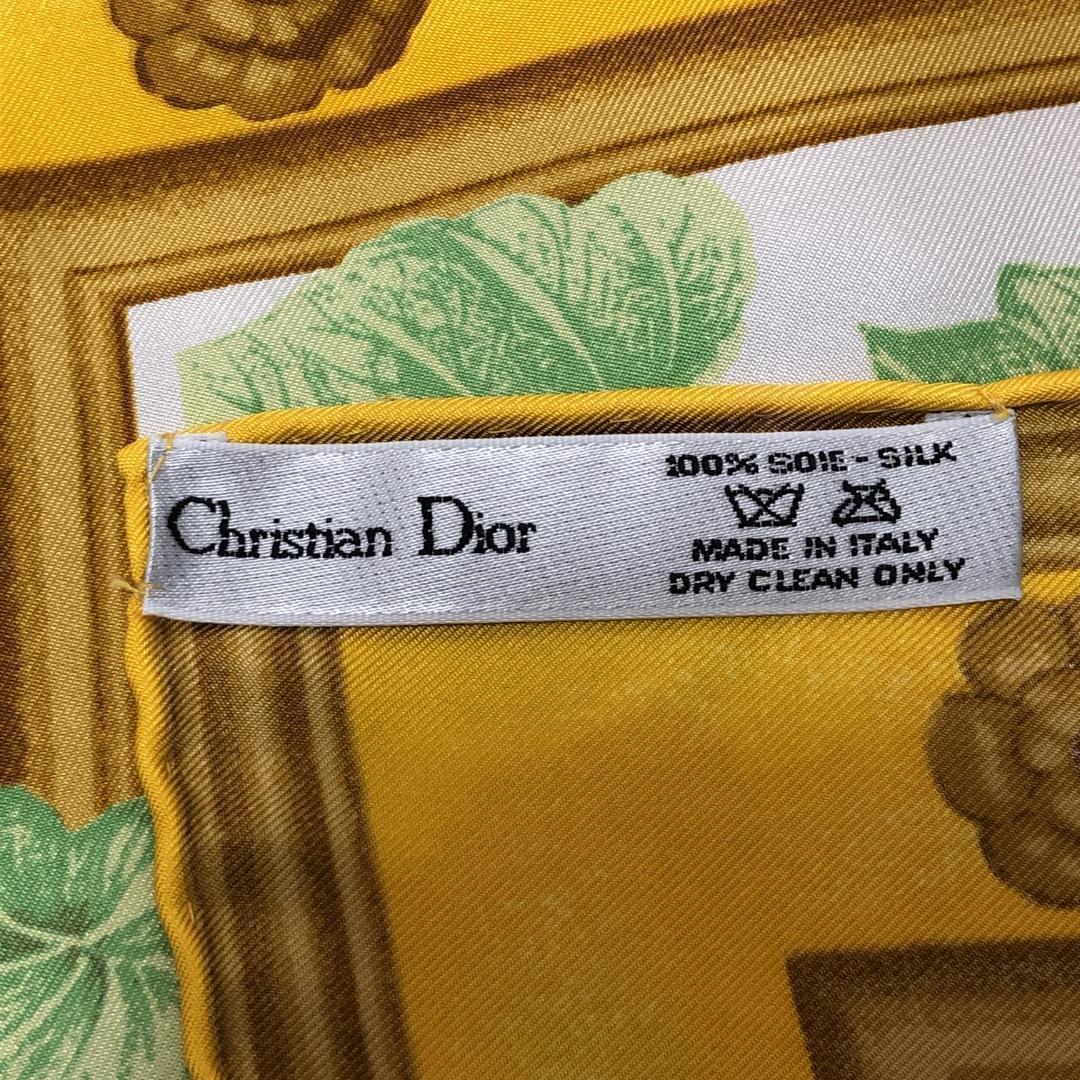 Christian Dior
100% SOIE - SILK
MADE IN ITALY
DRY CLEAN ONLY